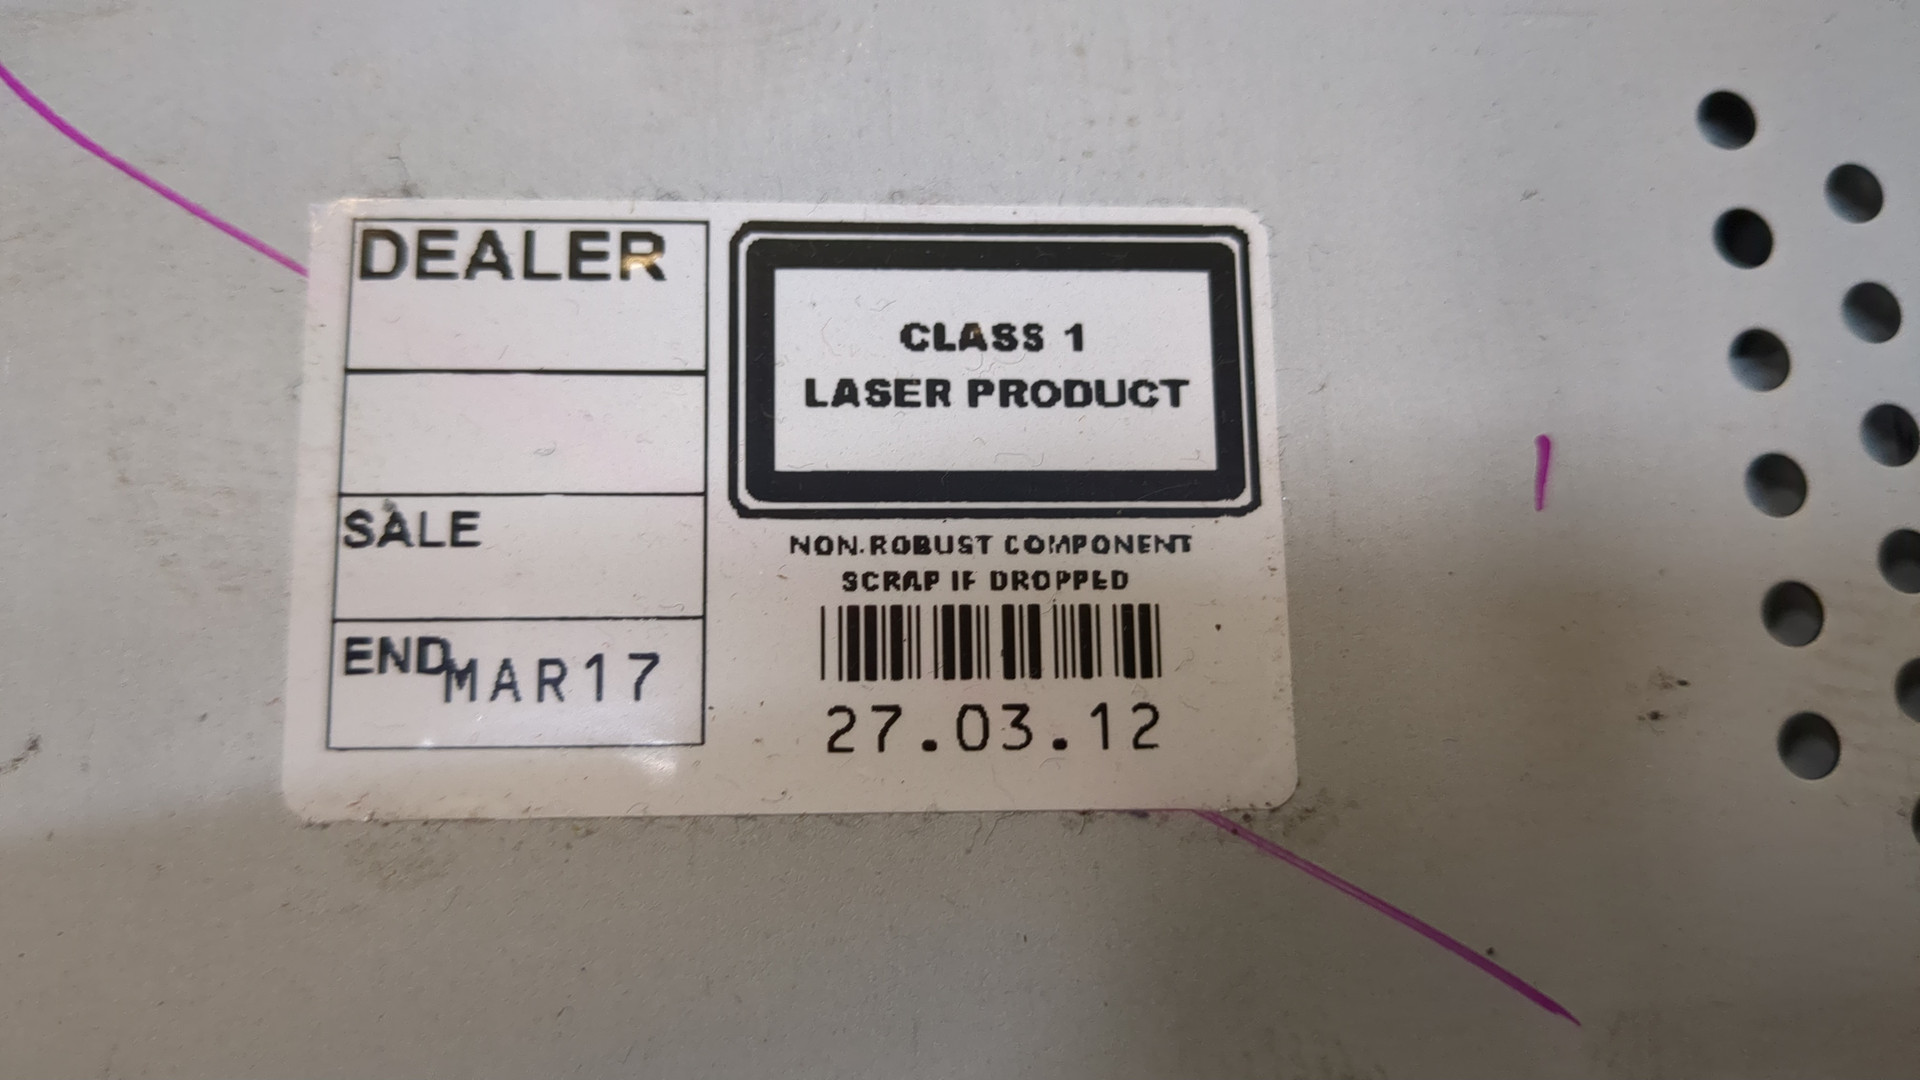 DEALER
SALE
END MAR17
CLASS 1
LASER PRODUCT
NON-ROBUST COMPONENT
SCRAP IF DROPPED
27.03.12